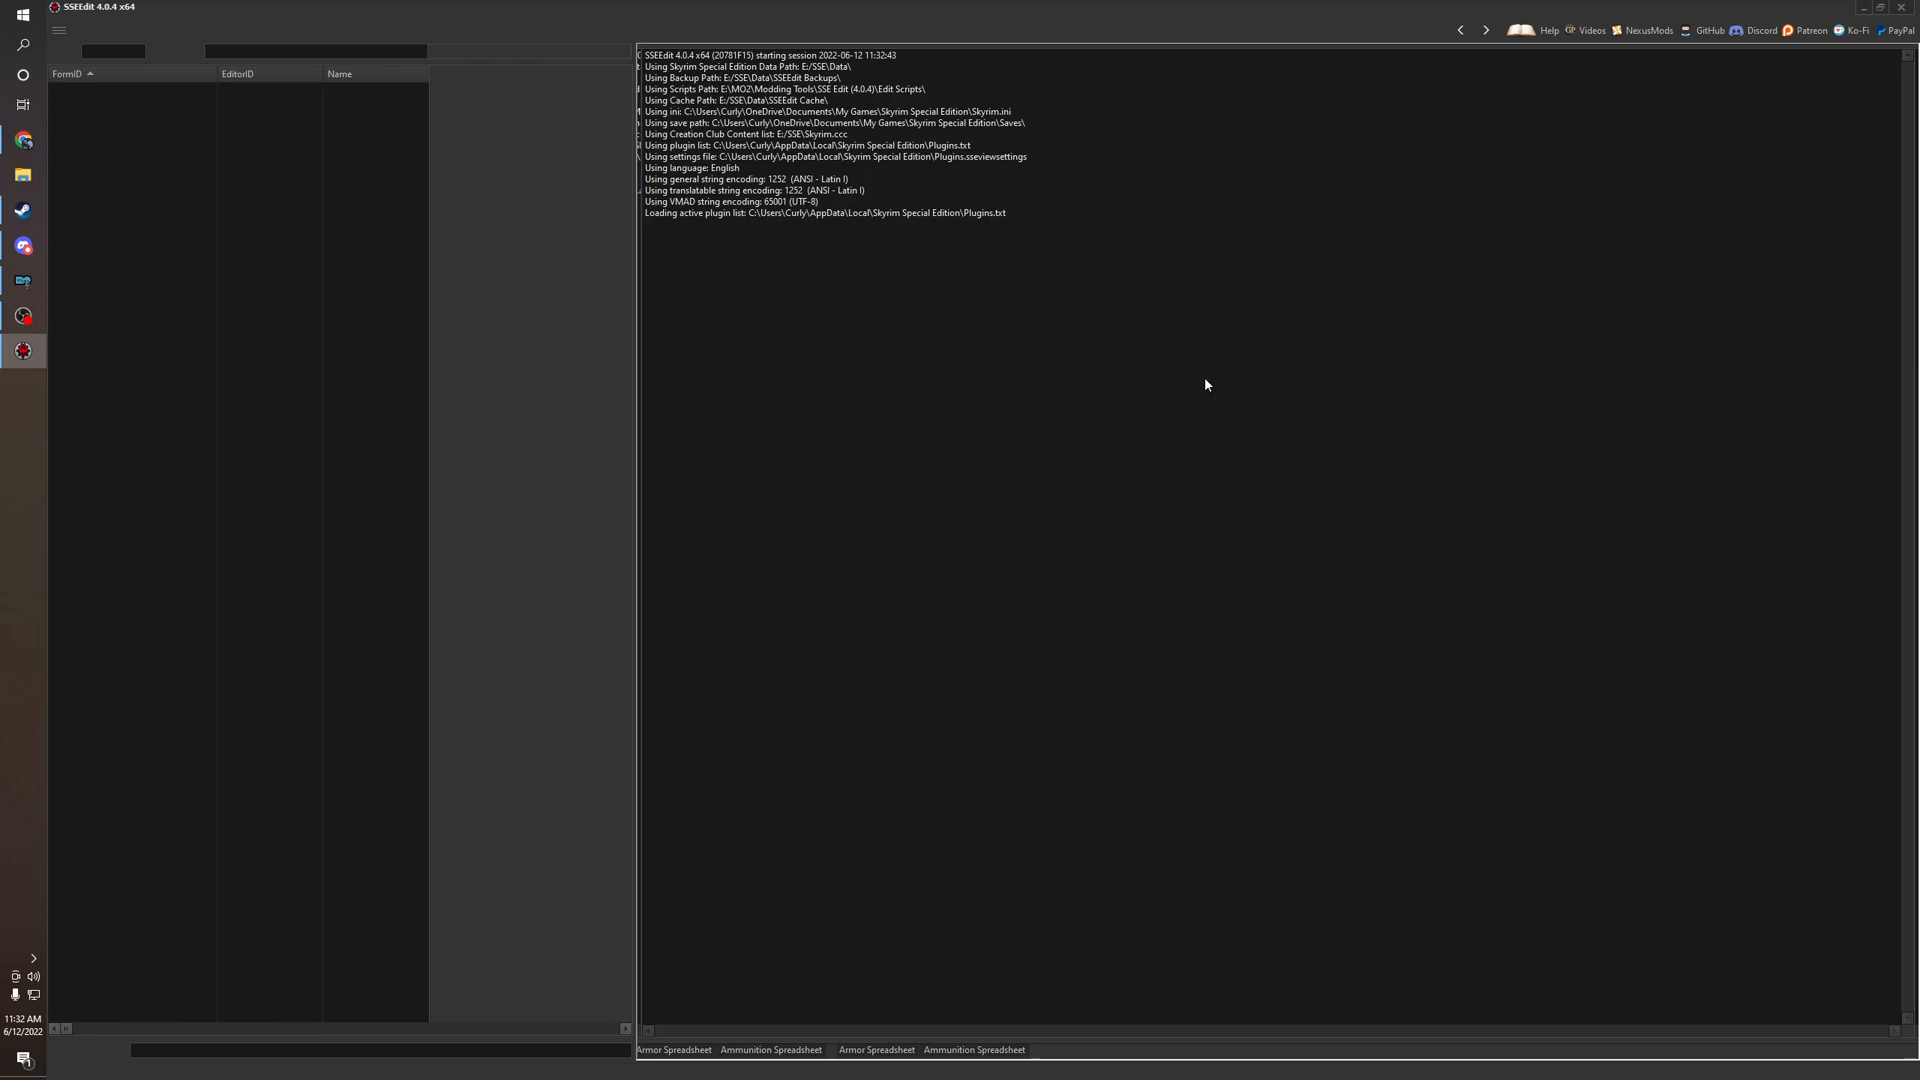 SSEEdit 4.0.4 x64
Help Videos NexusMods GitHub Discord Patreon Ko-Fi PayPal
FormID EditorID Name
SSEEdit 4.0.4 x64 (20781F15) starting session 2022-06-12 11:32:43
Using Skyrim Special Edition Data Path: E:/SSE\Data\
Using Backup Path: E:/SSE\Data\SSEEdit Backups\
Using Scripts Path: E:\MO2\Modding Tools\SSE Edit (4.0.4)\Edit Scripts\
Using Cache Path: E:/SSE\Data\SSEEdit Cache\
Using ini: C:\Users\Curly\OneDrive\Documents\My Games\Skyrim Special Edition\Skyrim.ini
Using save path: C:\Users\Curly\OneDrive\Documents\My Games\Skyrim Special Edition\Saves\
Using Creation Club Content list: E:/SSE\Skyrim.ccc
Using plugin list: C:\Users\Curly\AppData\Local\Skyrim Special Edition\Plugins.txt
Using settings file: C:\Users\Curly\AppData\Local\Skyrim Special Edition\Plugins.sseviewsettings
Using language: English
Using general string encoding: 1252 (ANSI - Latin I)
Using translatable string encoding: 1252 (ANSI - Latin I)
Using VMAD string encoding: 65001 (UTF-8)
Loading active plugin list: C:\Users\Curly\AppData\Local\Skyrim Special Edition\Plugins.txt
11:32 AM
6/12/2022
1
Armor Spreadsheet Ammunition Spreadsheet Armor Spreadsheet Ammunition Spreadsheet